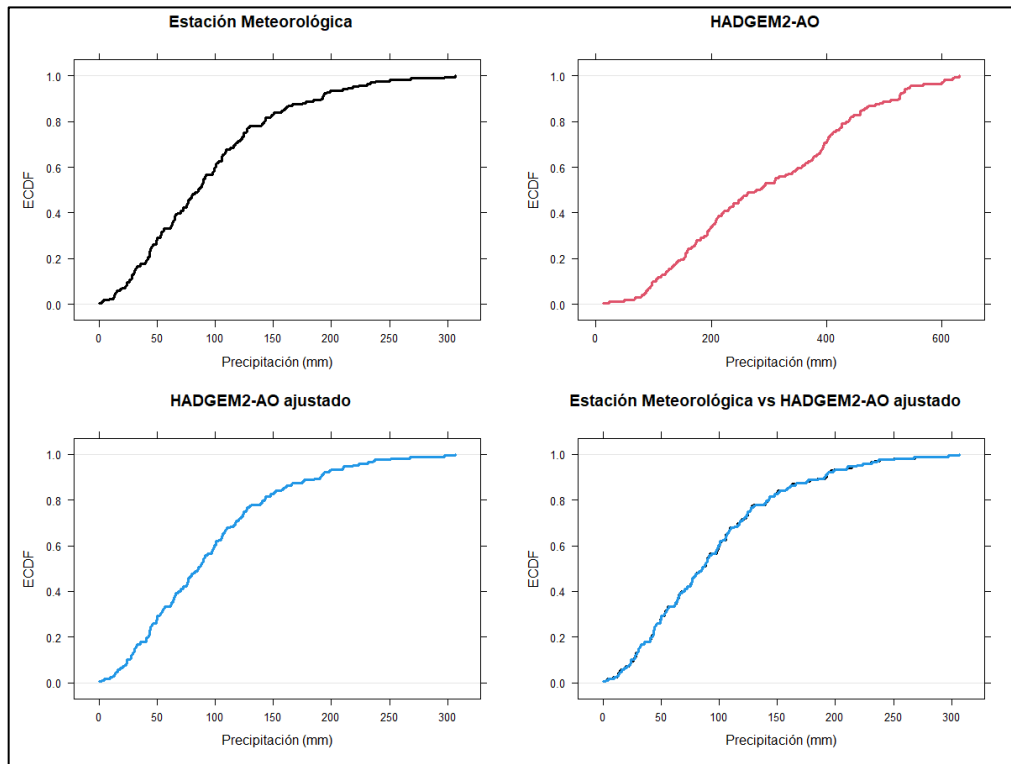 Estación Meteorológica
ECDF
1.0
0.8
0.6
0.4
0.2
0.0
0 50 100 150 200 250 300
Precipitación (mm)
HADGEM2-AO
ECDF
1.0
0.8
0.6
0.4
0.2
0.0
0 200 400 600
Precipitación (mm)
HADGEM2-AO ajustado
ECDF
1.0
0.8
0.6
0.4
0.2
0.0
0 50 100 150 200 250 300
Precipitación (mm)
Estación Meteorológica vs HADGEM2-AO ajustado
ECDF
1.0
0.8
0.6
0.4
0.2
0.0
0 50 100 150 200 250 300
Precipitación (mm)